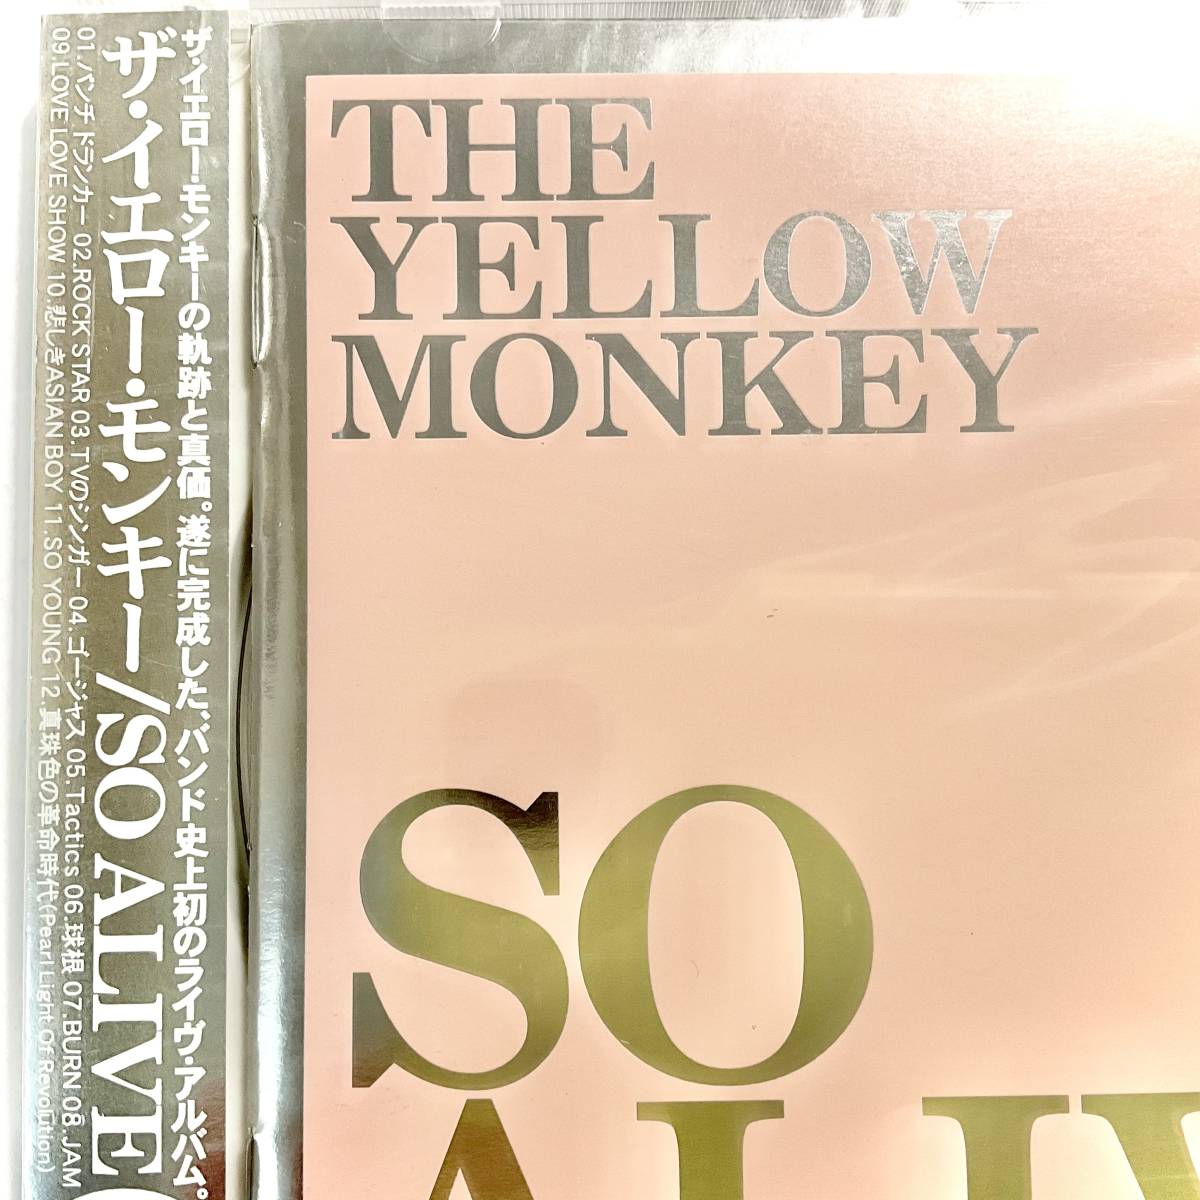 ザ・イエローモンキーの軌跡と真価。遂に完成した、バンド史上初のライヴ・アルバム。
ザ・イエロー・モンキー/SO ALIVE
01.パンチドランカー 02.ROCK STAR 03.TVのシンガー 04.ゴージャス 05.Tactics 06.球根 07.BURN 08.JAM
09.LOVE LOVE SHOW 10.悲しきASIAN BOY 11.SO YOUNG 12.真珠色の革命時代(Pearl Light Of Revolution)
THE
YELLOW
MONKEY
SO
ALIV